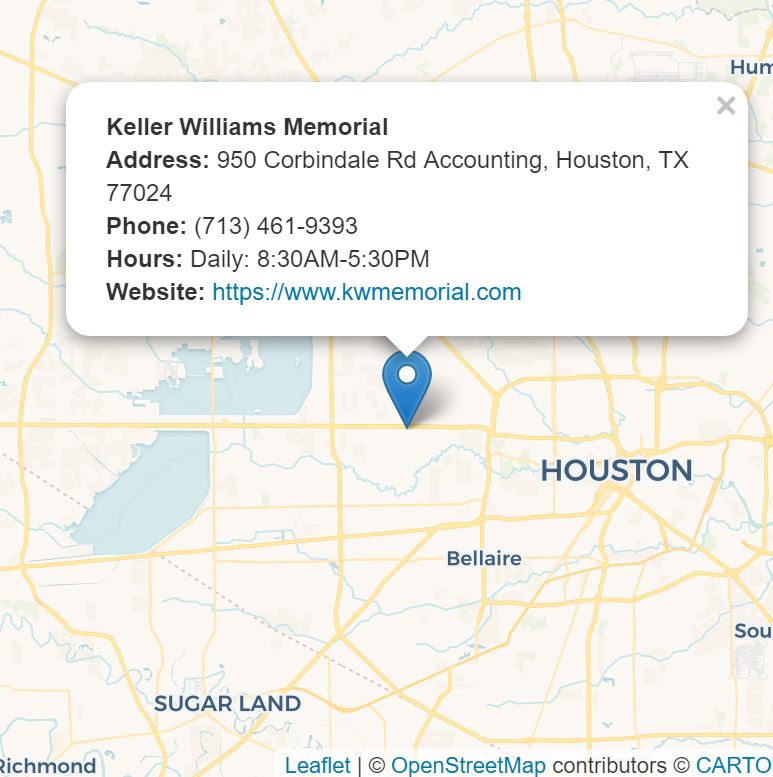 Hum
×
Keller Williams Memorial
Address: 950 Corbindale Rd Accounting, Houston, TX
77024
Phone: (713) 461-9393
Hours: Daily: 8:30AM-5:30PM
Website: https://www.kwmemorial.com
HOUSTON
Bellaire
Sou
SUGAR LAND
Richmond
Leaflet | © OpenStreetMap contributors © CARTO